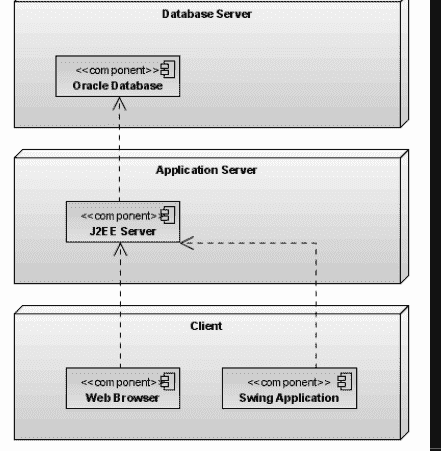 Database Server
<<component>>
Oracle Database
Application Server
<<component>>
J2EE Server
Client
<<component>>
Web Browser
<<component>>
Swing Application